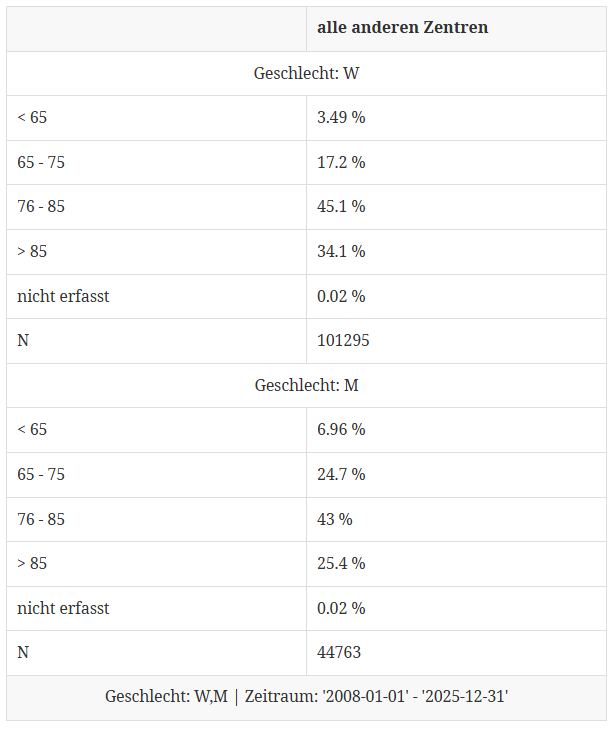 alle anderen Zentren
Geschlecht: W
< 65 3.49 %
65 - 75 17.2 %
76 - 85 45.1 %
> 85 34.1 %
nicht erfasst 0.02 %
N 101295
Geschlecht: M
< 65 6.96 %
65 - 75 24.7 %
76 - 85 43 %
> 85 25.4 %
nicht erfasst 0.02 %
N 44763
Geschlecht: W,M | Zeitraum: '2008-01-01' - '2025-12-31'